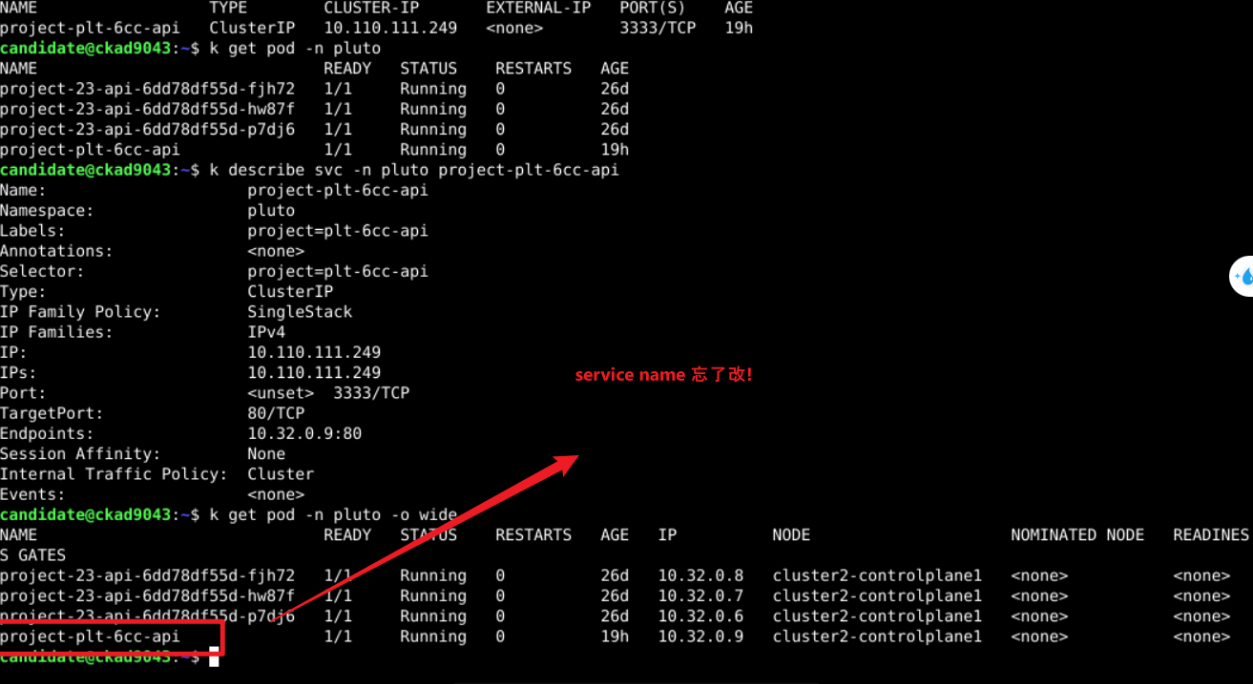 NAME TYPE CLUSTER-IP EXTERNAL-IP PORT(S) AGE
project-plt-6cc-api ClusterIP 10.110.111.249 <none> 3333/TCP 19h
candidate@ckad9043:~$ k get pod -n pluto
NAME READY STATUS RESTARTS AGE
project-23-api-6dd78df55d-fjh72 1/1 Running 0 26d
project-23-api-6dd78df55d-hw87f 1/1 Running 0 26d
project-23-api-6dd78df55d-p7dj6 1/1 Running 0 26d
project-plt-6cc-api 1/1 Running 0 19h
candidate@ckad9043:~$ k describe svc -n pluto project-plt-6cc-api
Name: project-plt-6cc-api
Namespace: pluto
Labels: project=plt-6cc-api
Annotations: <none>
Selector: project=plt-6cc-api
Type: ClusterIP
IP Family Policy: SingleStack
IP Families: IPv4
IP: 10.110.111.249
IPs: 10.110.111.249
Port: <unset> 3333/TCP
TargetPort: 80/TCP
Endpoints: 10.32.0.9:80
Session Affinity: None
Internal Traffic Policy: Cluster
Events: <none>
service name 忘了改!
candidate@ckad9043:~$ k get pod -n pluto -o wide
NAME READY STATUS RESTARTS AGE IP NODE NOMINATED NODE READINES
S GATES
project-23-api-6dd78df55d-fjh72 1/1 Running 0 26d 10.32.0.8 cluster2-controlplane1 <none> <none>
project-23-api-6dd78df55d-hw87f 1/1 Running 0 26d 10.32.0.7 cluster2-controlplane1 <none> <none>
project-23-api-6dd78df55d-p7dj6 1/1 Running 0 26d 10.32.0.6 cluster2-controlplane1 <none> <none>
project-plt-6cc-api 1/1 Running 0 19h 10.32.0.9 cluster2-controlplane1 <none> <none>
candidate@ckad9043:~$